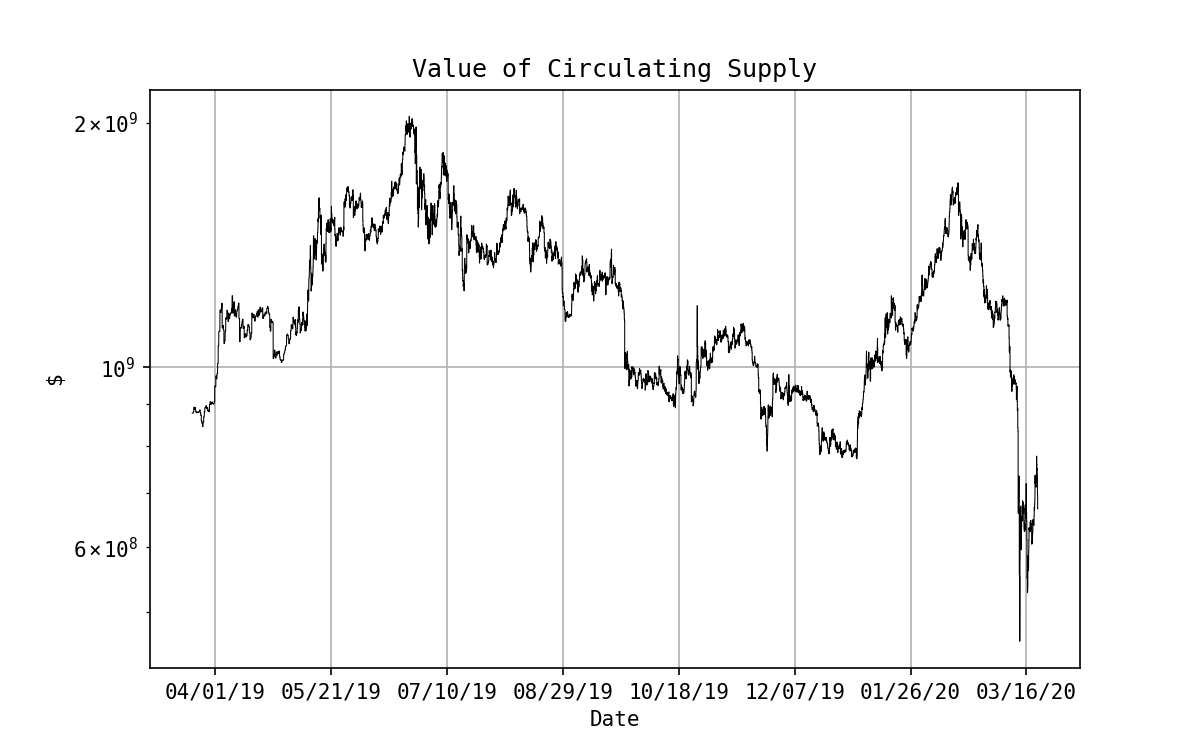 Value of Circulating Supply
2×10⁹
10⁹
6×10⁸
$
04/01/19 05/21/19 07/10/19 08/29/19 10/18/19 12/07/19 01/26/20 03/16/20
Date